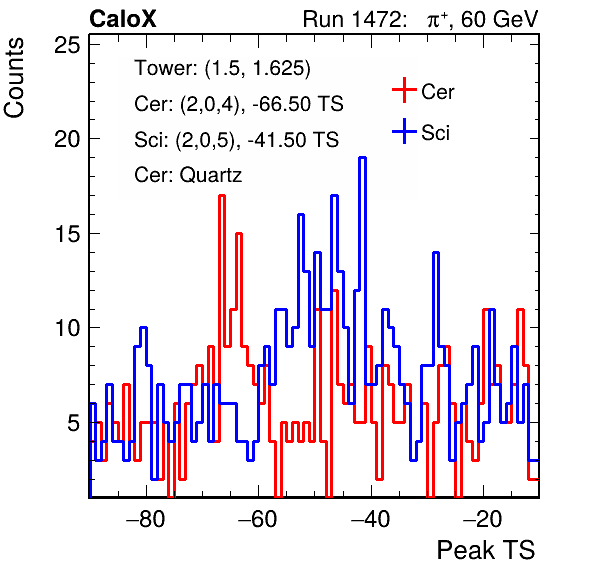 CaloX Run 1472: π⁺, 60 GeV
Counts
25
20
15
10
5
Tower: (1.5, 1.625)
Cer: (2,0,4), -66.50 TS
Sci: (2,0,5), -41.50 TS
Cer: Quartz
Cer
Sci
−80 −60 −40 −20
Peak TS